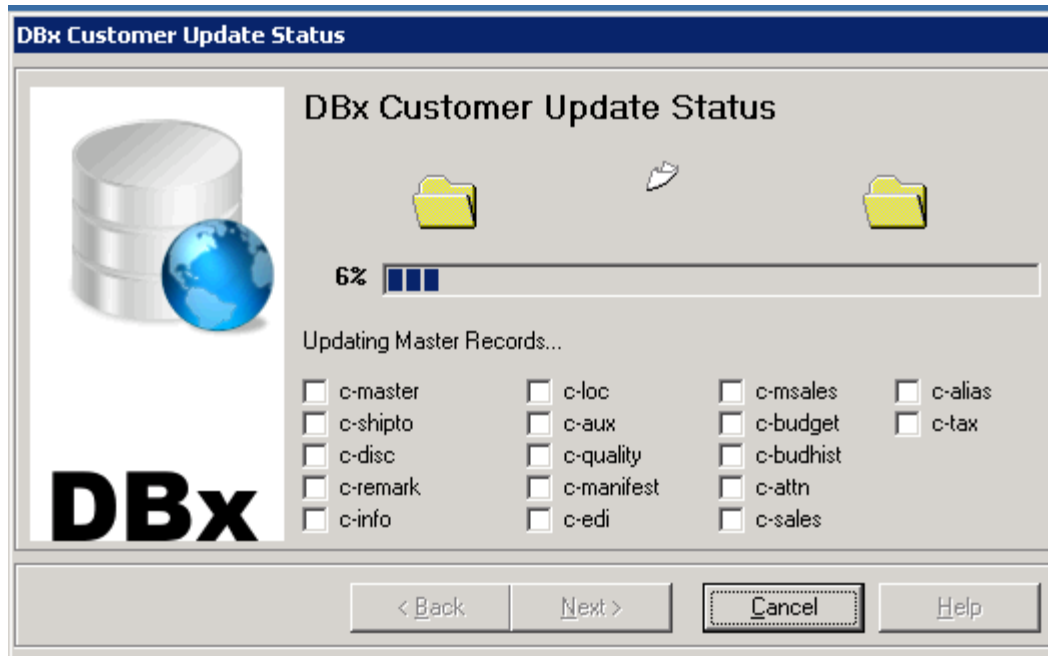 DBx Customer Update Status
DBx Customer Update Status
6%
Updating Master Records...
c-master c-loc c-msales c-alias
c-shipto c-aux c-budget c-tax
c-disc c-quality c-budhist
c-remark c-manifest c-attn
c-info c-edi c-sales
DBx
< Back Next > Cancel Help